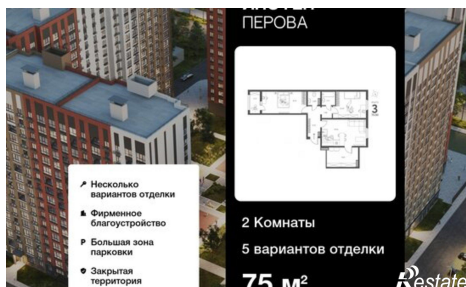 ПЕРОВА
3
Несколько
вариантов отделки
Фирменное
благоустройство
P Большая зона
парковки
Закрытая
территория
2 Комнаты
5 вариантов отделки
75 м²
Restate